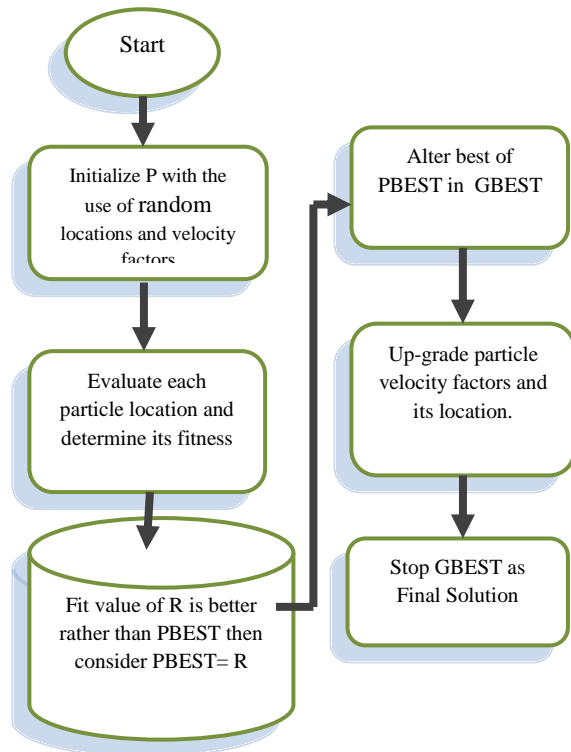 Start
Initialize P with the
use of random
locations and velocity
factors
Evaluate each
particle location and
determine its fitness
Fit value of R is better
rather than PBEST then
consider PBEST= R
Alter best of
PBEST in GBEST
Up-grade particle
velocity factors and
its location.
Stop GBEST as
Final Solution